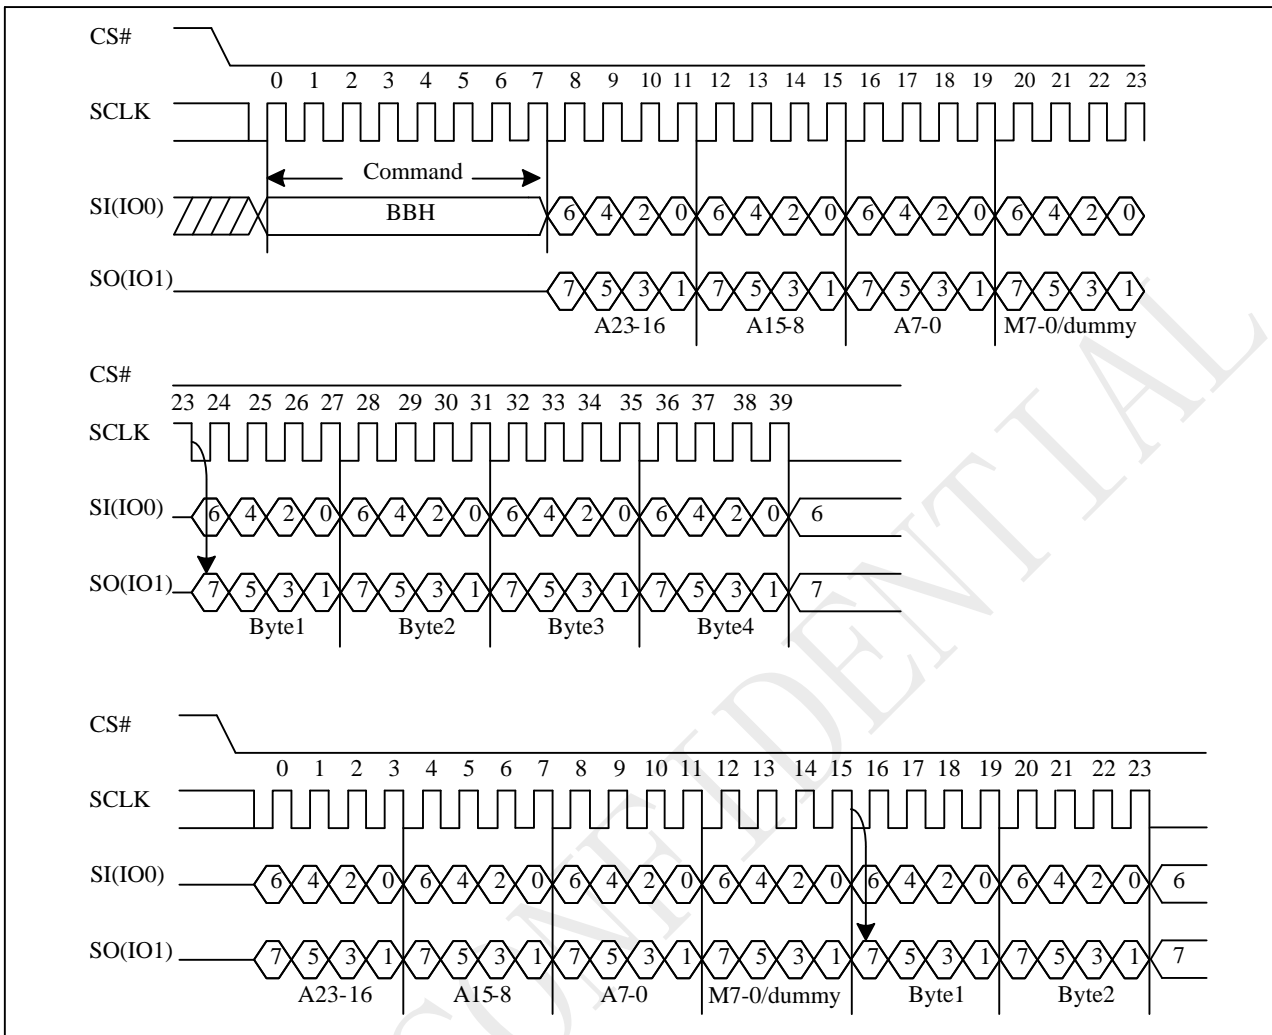 CS#
0 1 2 3 4 5 6 7 8 9 10 11 12 13 14 15 16 17 18 19 20 21 22 23
SCLK
Command
SI(IO0) BBH 6 4 2 0 6 4 2 0 6 4 2 0 6 4 2 0
SO(IO1) 7 5 3 1 7 5 3 1 7 5 3 1 7 5 3 1
A23-16 A15-8 A7-0 M7-0/dummy
CS#
23 24 25 26 27 28 29 30 31 32 33 34 35 36 37 38 39
SCLK
SI(IO0) 6 4 2 0 6 4 2 0 6 4 2 0 6 4 2 0 6
SO(IO1) 7 5 3 1 7 5 3 1 7 5 3 1 7 5 3 1 7
Byte1 Byte2 Byte3 Byte4
CS#
0 1 2 3 4 5 6 7 8 9 10 11 12 13 14 15 16 17 18 19 20 21 22 23
SCLK
SI(IO0) 6 4 2 0 6 4 2 0 6 4 2 0 6 4 2 0 6 4 2 0 6 4 2 0 6
SO(IO1) 7 5 3 1 7 5 3 1 7 5 3 1 7 5 3 1 7 5 3 1 7 5 3 1 7
A23-16 A15-8 A7-0 M7-0/dummy Byte1 Byte2
CONFIDENTIAL